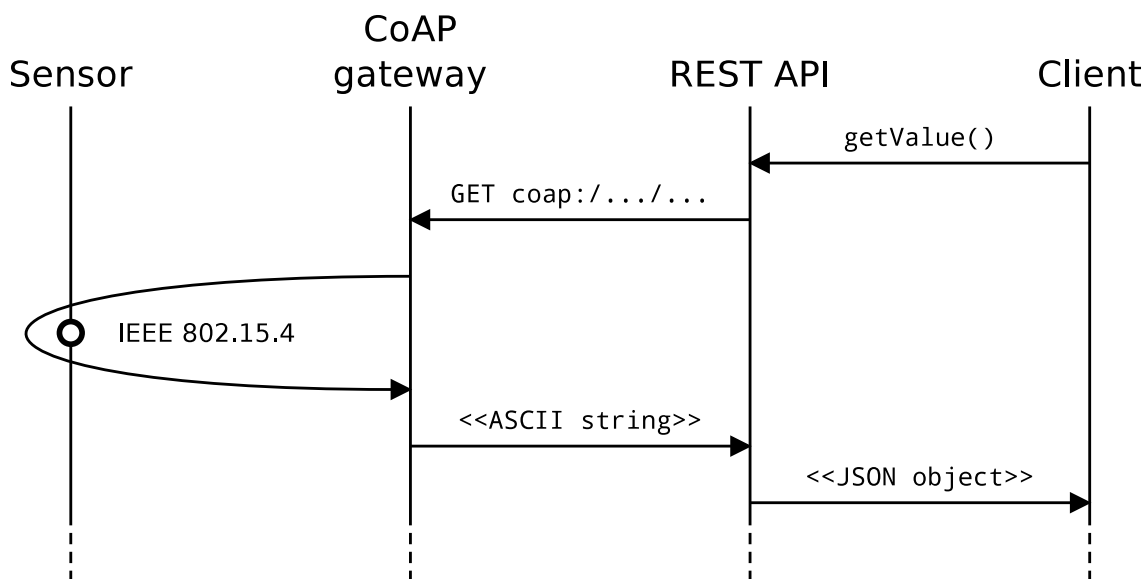 CoAP
Sensor gateway REST API Client
getValue()
GET coap:/.../...
IEEE 802.15.4
<<ASCII string>>
<<JSON object>>